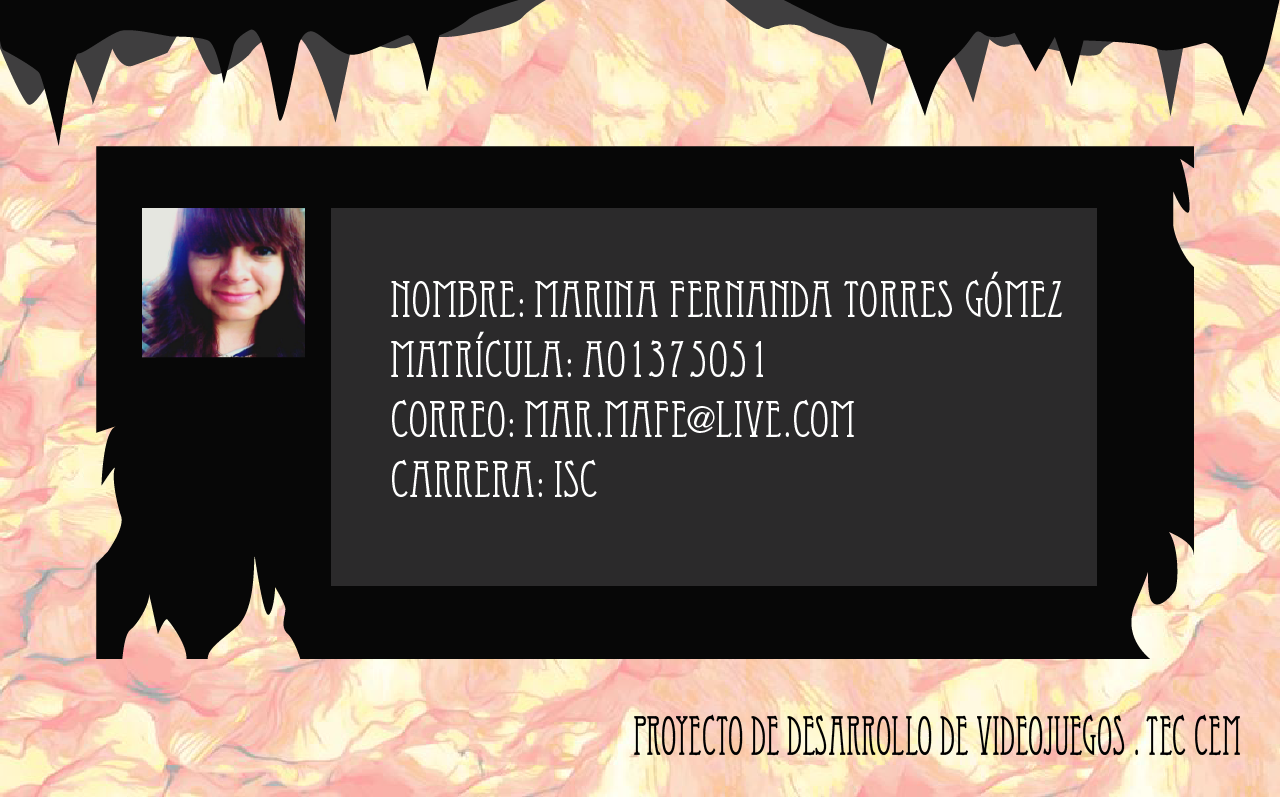 NOMBRE: MARINA FERNANDA TORRES GÓMEZ
MATRÍCULA: A01375051
CORREO: MAR.MAFE@LIVE.COM
CARRERA: ISC
PROYECTO DE DESARROLLO DE VIDEOJUEGOS . TEC CEM